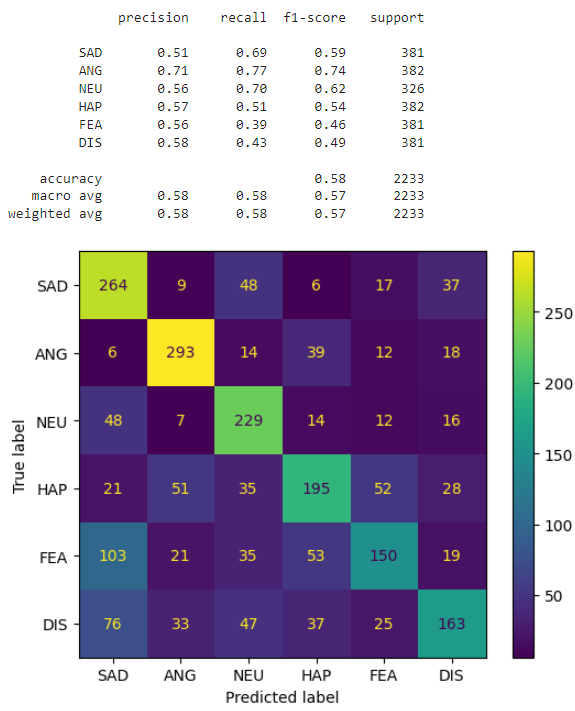 precision recall f1-score support
SAD 0.51 0.69 0.59 381
ANG 0.71 0.77 0.74 382
NEU 0.56 0.70 0.62 326
HAP 0.57 0.51 0.54 382
FEA 0.56 0.39 0.46 381
DIS 0.58 0.43 0.49 381
accuracy 0.58 2233
macro avg 0.58 0.58 0.57 2233
weighted avg 0.58 0.58 0.57 2233
True label
SAD 264 9 48 6 17 37
ANG 6 293 14 39 12 18
NEU 48 7 229 14 12 16
HAP 21 51 35 195 52 28
FEA 103 21 35 53 150 19
DIS 76 33 47 37 25 163
SAD ANG NEU HAP FEA DIS
Predicted label
250
200
150
100
50